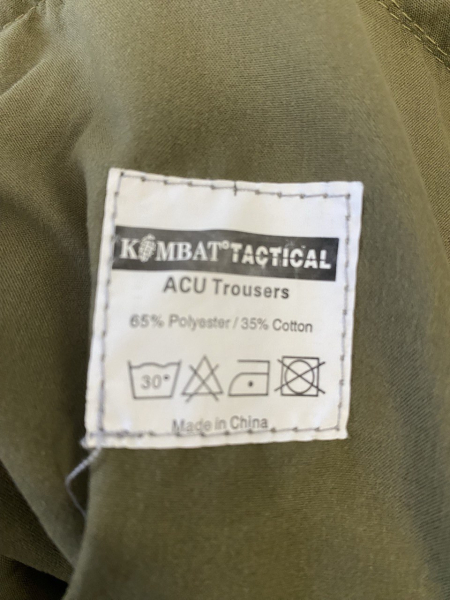 KOMBAT® TACTICAL
ACU Trousers
65% Polyester / 35% Cotton
30°
Made in China